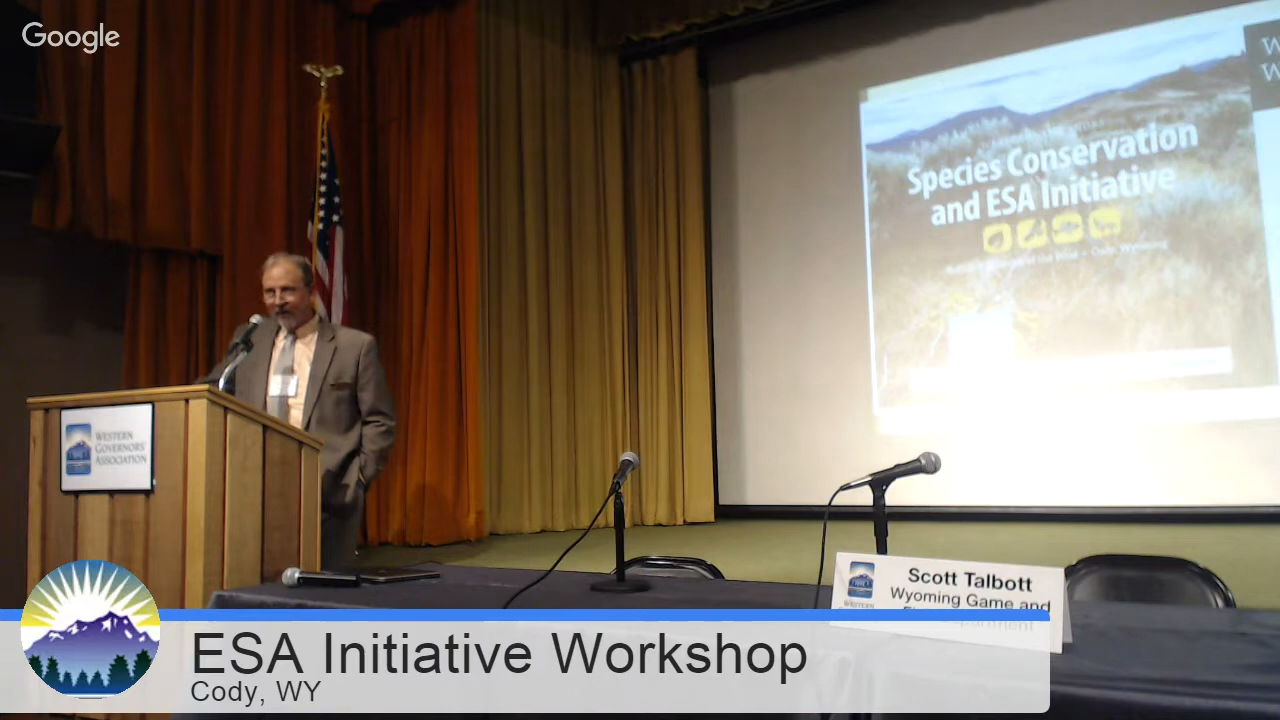 Google
Species Conservation
and ESA Initiative
WESTERN
GOVERNORS'
ASSOCIATION
Scott Talbott
Wyoming Game and
ESA Initiative Workshop
Cody, WY